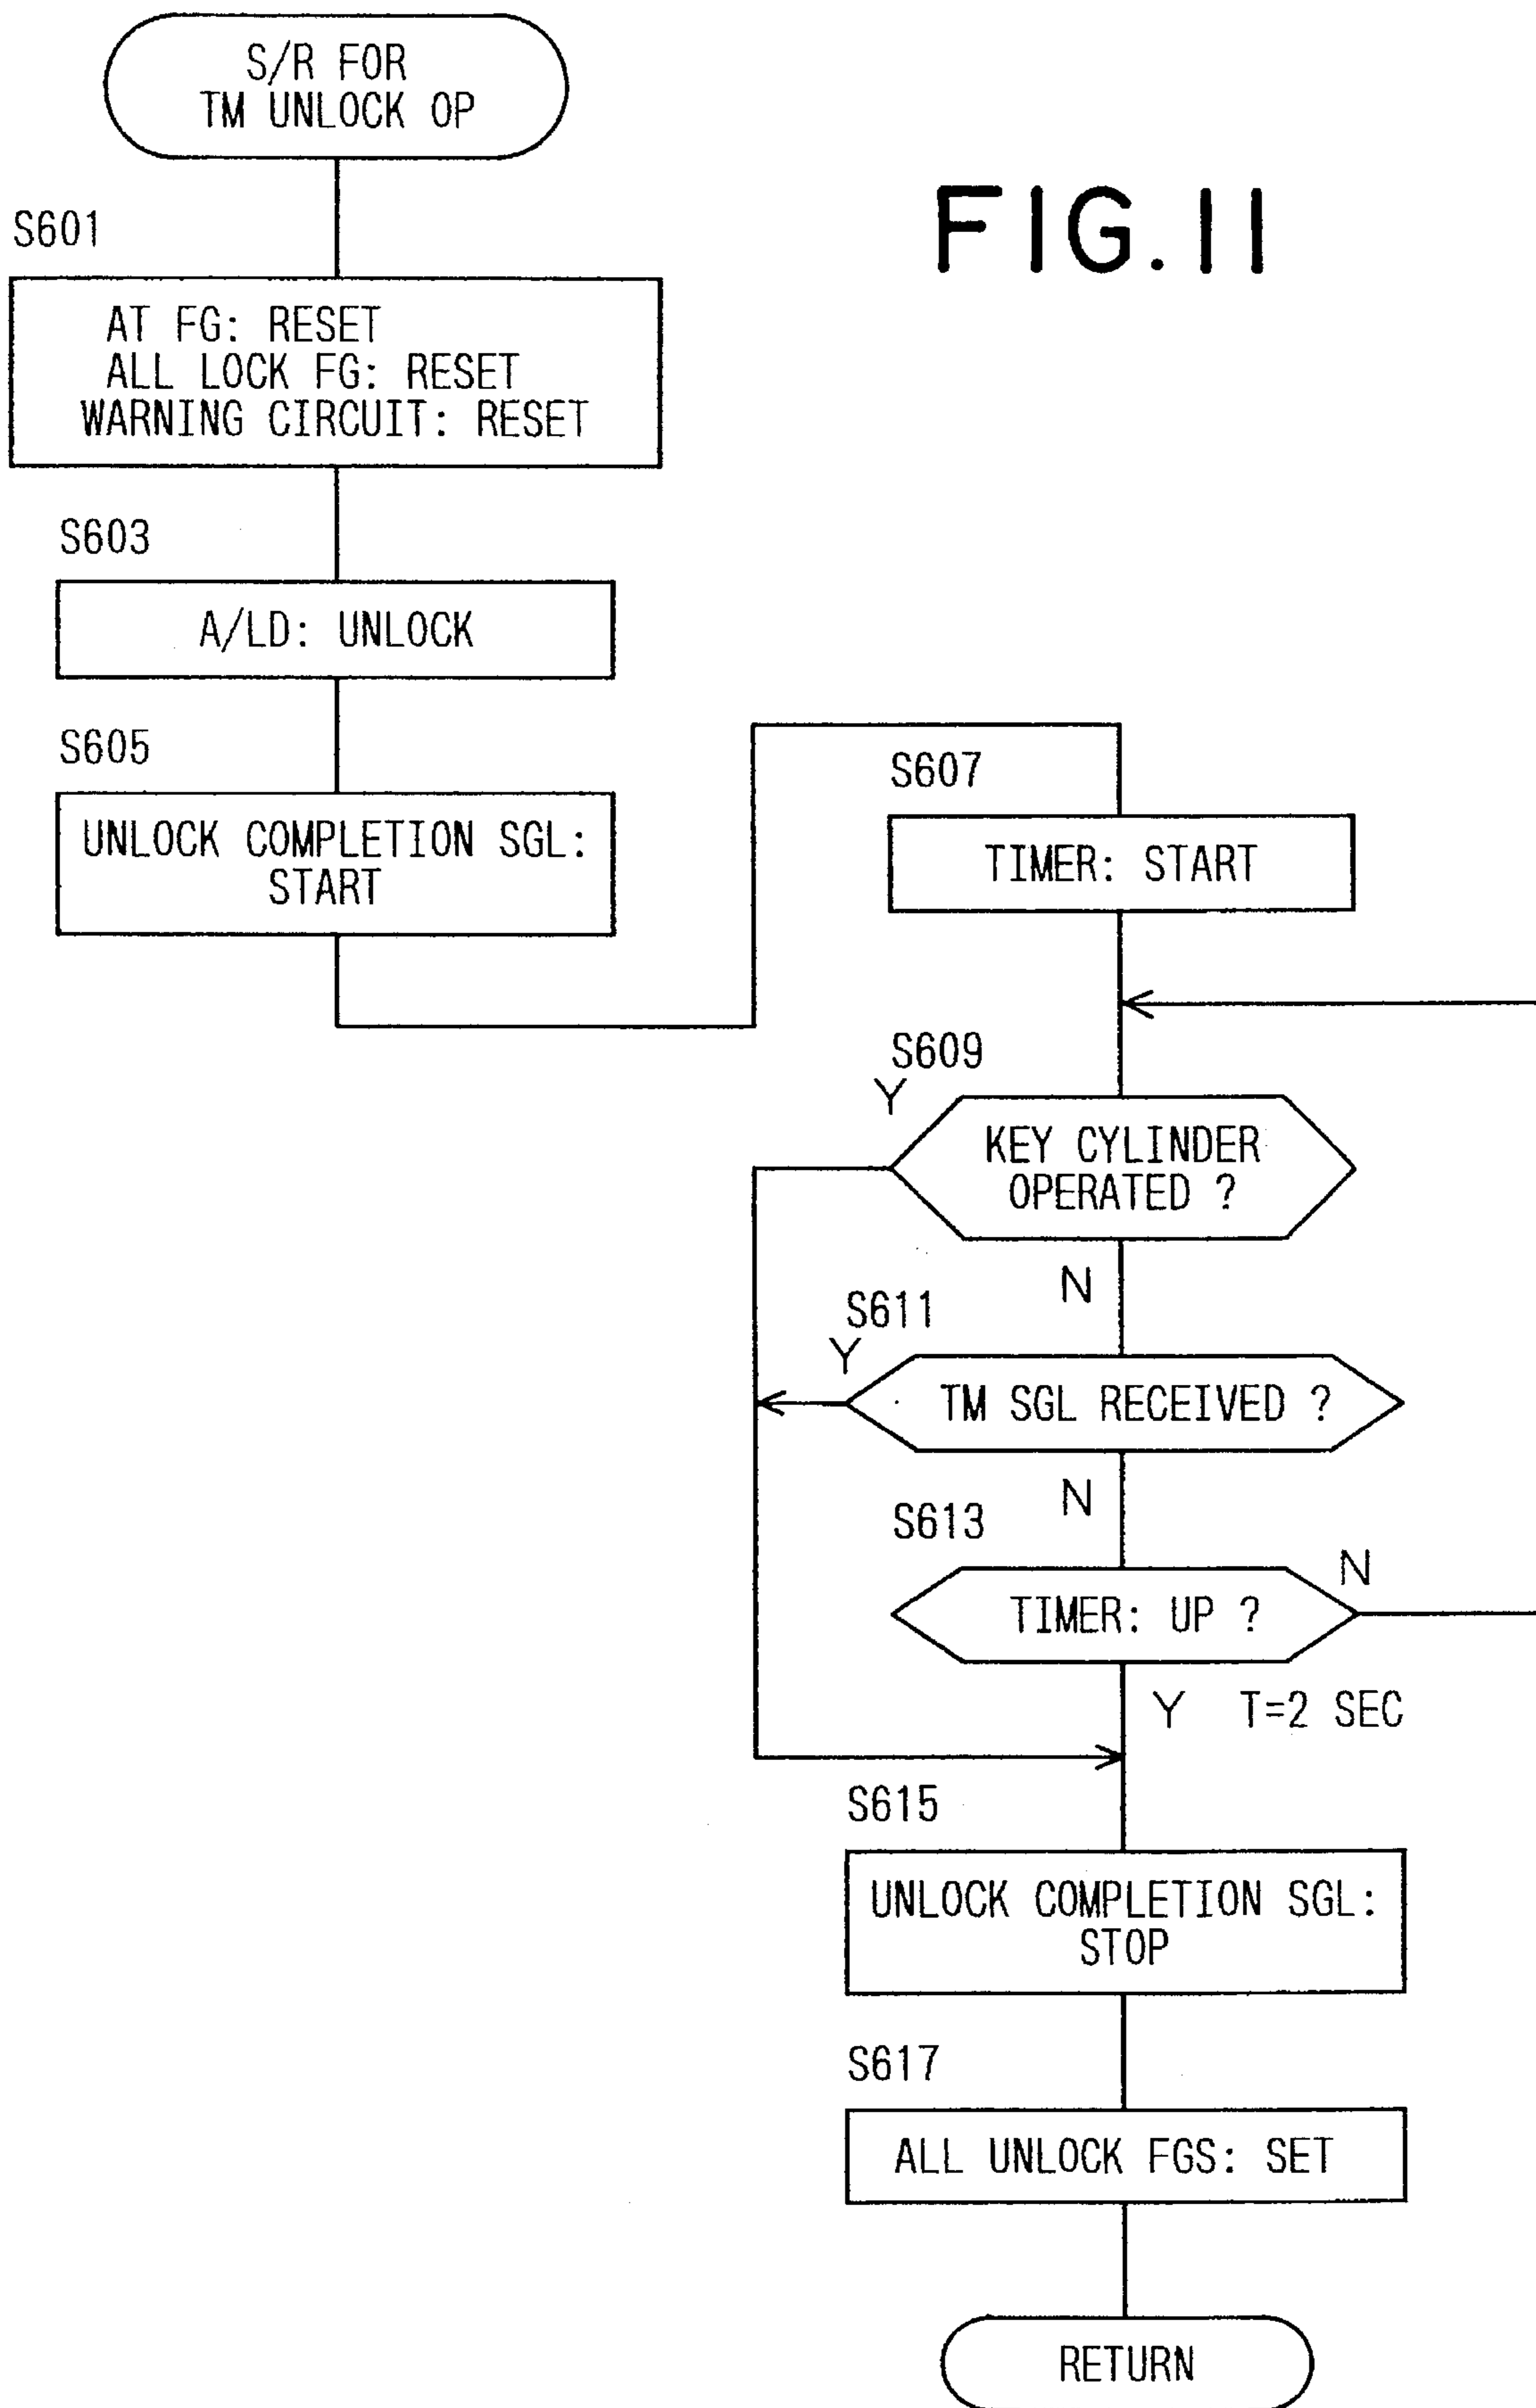 S/R FOR
TM UNLOCK OP
FIG.11
S601
AT FG: RESET
ALL LOCK FG: RESET
WARNING CIRCUIT: RESET
S603
A/LD: UNLOCK
S605
UNLOCK COMPLETION SGL:
START
S607
TIMER: START
S609
Y
KEY CYLINDER
OPERATED ?
N
S611
Y
TM SGL RECEIVED ?
N
S613
N
TIMER: UP ?
Y T=2 SEC
S615
UNLOCK COMPLETION SGL:
STOP
S617
ALL UNLOCK FGS: SET
RETURN